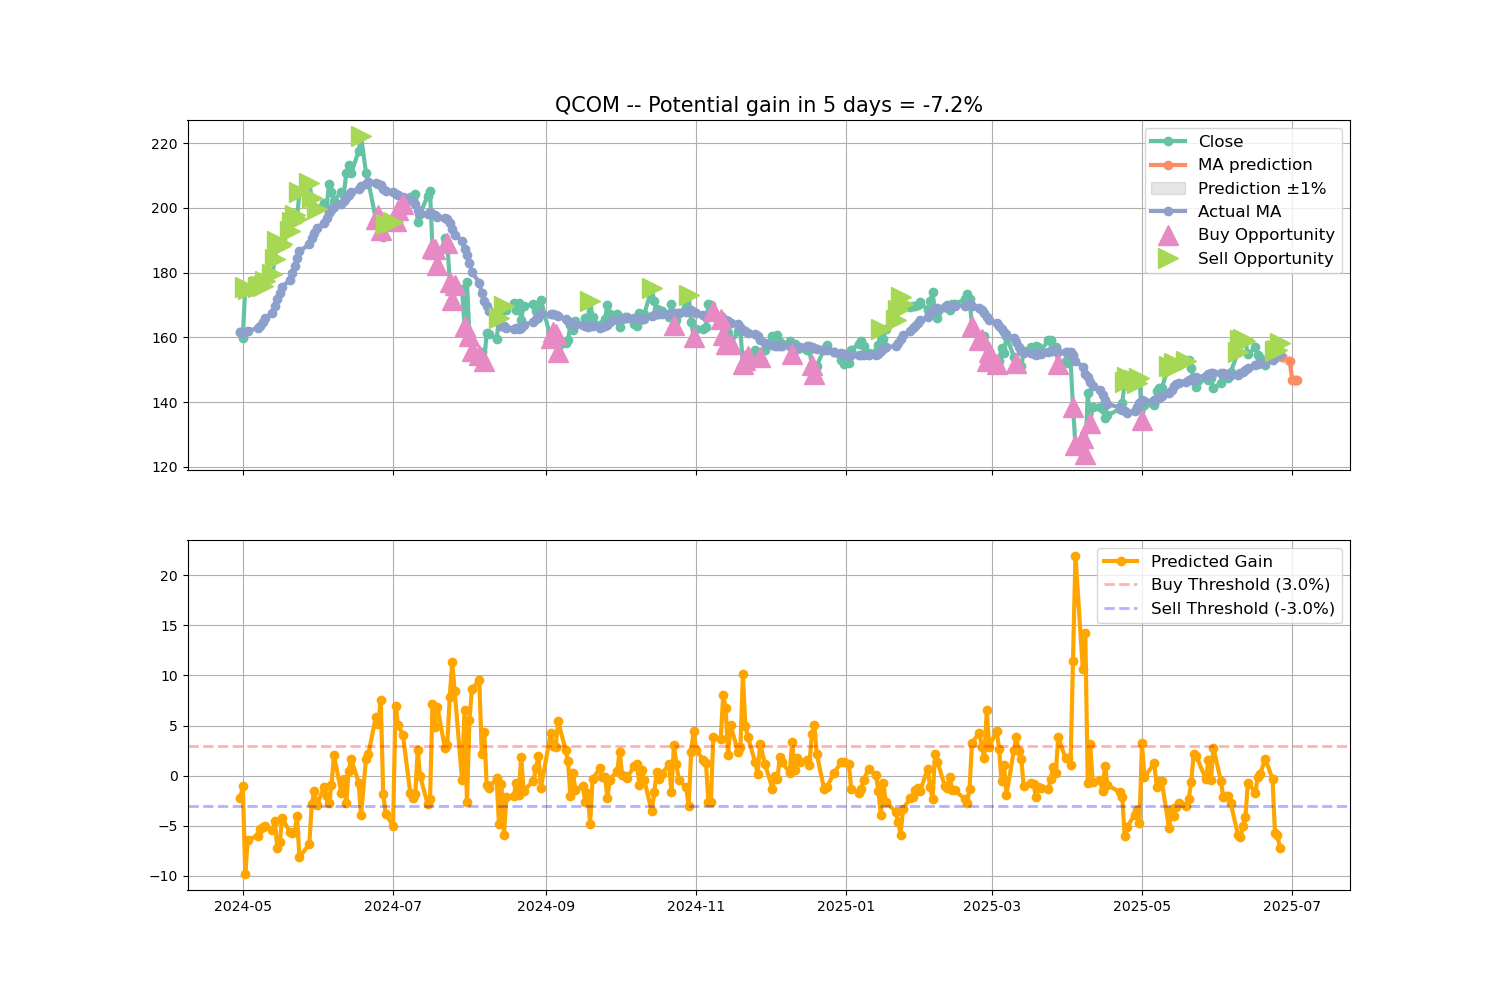 QCOM -- Potential gain in 5 days = -7.2%
220
200
180
160
140
120
Close
MA prediction
Prediction ±1%
Actual MA
Buy Opportunity
Sell Opportunity
20
15
10
5
0
−5
−10
Predicted Gain
Buy Threshold (3.0%)
Sell Threshold (-3.0%)
2024-05
2024-07
2024-09
2024-11
2025-01
2025-03
2025-05
2025-07